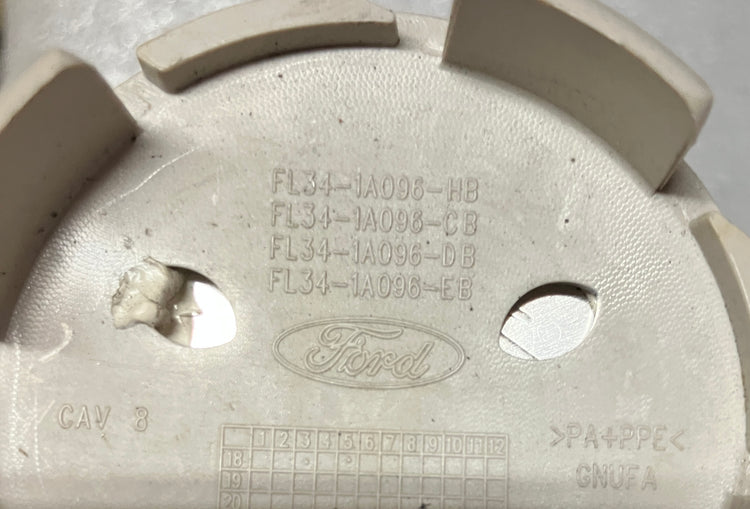 FL34-1A096-HB
FL34-1A096-CB
FL34-1A096-DB
FL34-1A096-EB
Ford
CAV 8
>PA+PPE<
GNUFA
1 2 3 4 5 6 7 8 9 10 11 12
18
19
20